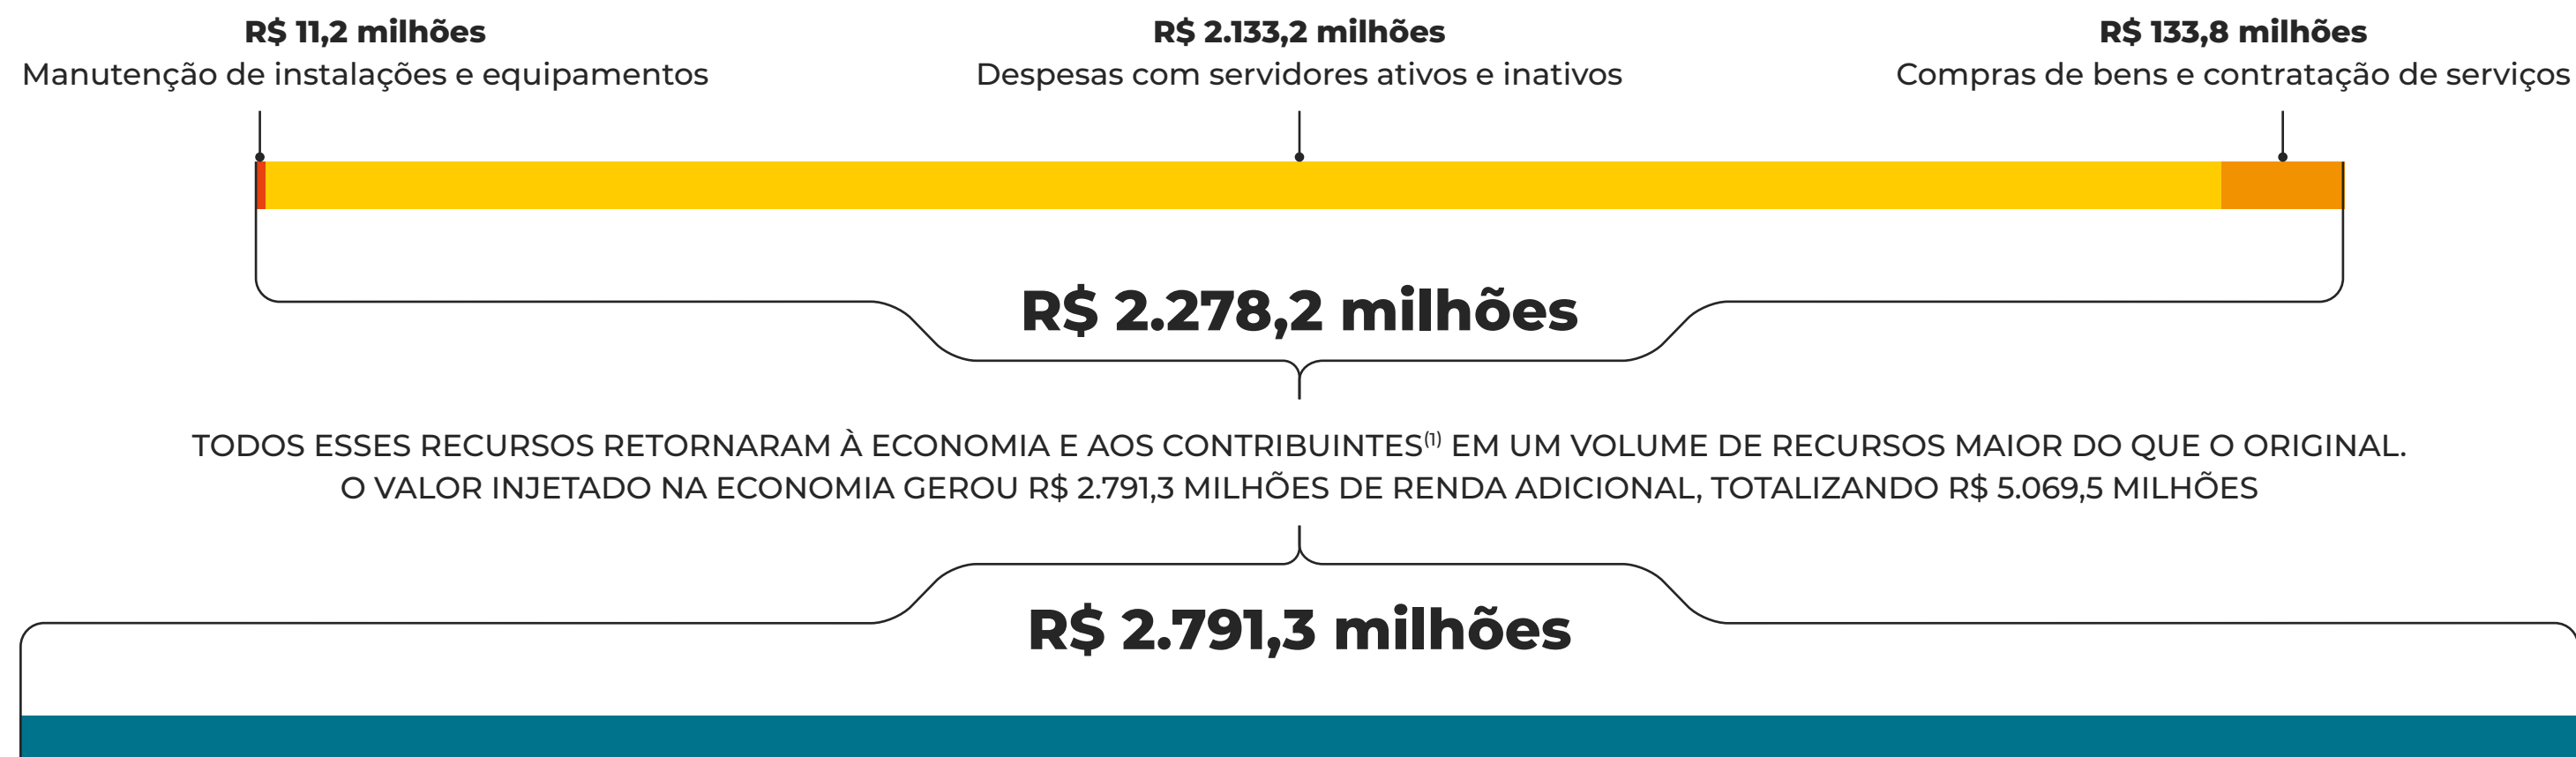 R$ 11,2 milhões
Manutenção de instalações e equipamentos
R$ 2.133,2 milhões
Despesas com servidores ativos e inativos
R$ 133,8 milhões
Compras de bens e contratação de serviços
R$ 2.278,2 milhões
TODOS ESSES RECURSOS RETORNARAM À ECONOMIA E AOS CONTRIBUINTES(1) EM UM VOLUME DE RECURSOS MAIOR DO QUE O ORIGINAL.
O VALOR INJETADO NA ECONOMIA GEROU R$ 2.791,3 MILHÕES DE RENDA ADICIONAL, TOTALIZANDO R$ 5.069,5 MILHÕES
R$ 2.791,3 milhões